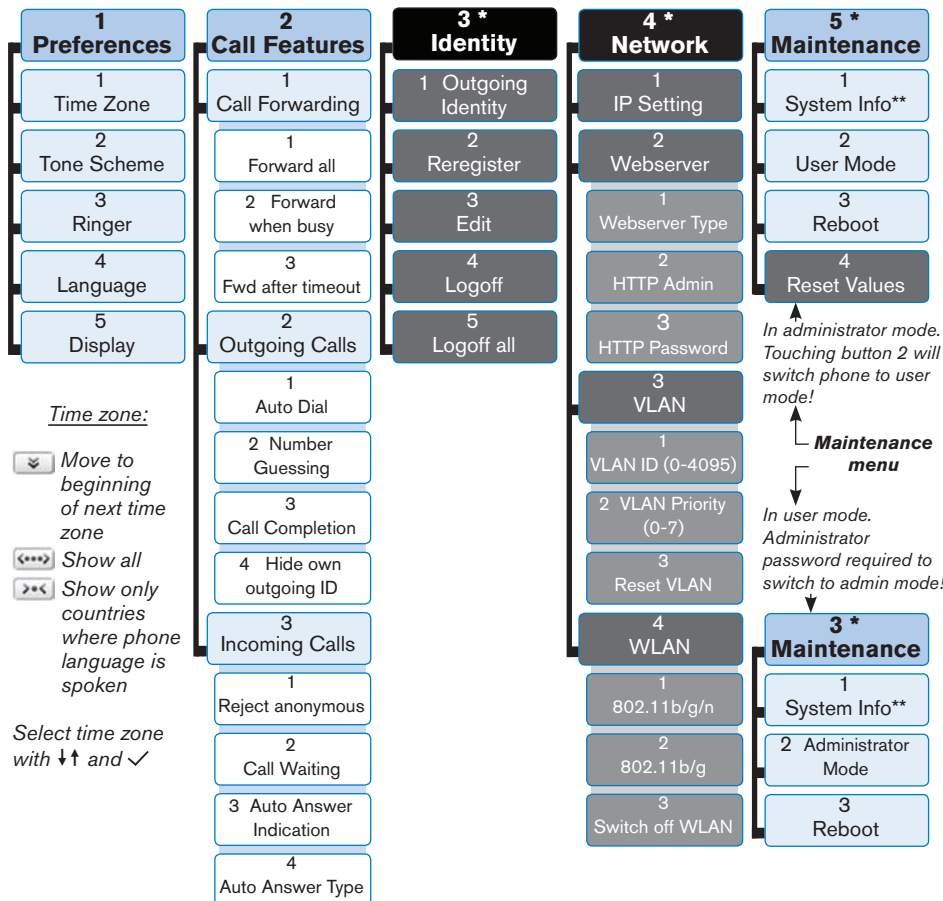 1
Preferences
1
Time Zone
2
Tone Scheme
3
Ringer
4
Language
5
Display
Time zone:
Move to
beginning
of next time
zone
Show all
Show only
countries
where phone
language is
spoken
Select time zone
with ↓↑ and ✓
2
Call Features
1
Call Forwarding
1
Forward all
2 Forward
when busy
3
Fwd after timeout
2
Outgoing Calls
1
Auto Dial
2 Number
Guessing
3
Call Completion
4 Hide own
outgoing ID
3
Incoming Calls
1
Reject anonymous
2
Call Waiting
3 Auto Answer
Indication
4
Auto Answer Type
3 *
Identity
1 Outgoing
Identity
2
Reregister
3
Edit
4
Logoff
5
Logoff all
4 *
Network
1
IP Setting
2
Webserver
1
Webserver Type
2
HTTP Admin
3
HTTP Password
3
VLAN
1
VLAN ID (0-4095)
2 VLAN Priority
(0-7)
3
Reset VLAN
4
WLAN
1
802.11b/g/n
2
802.11b/g
3
Switch off WLAN
5 *
Maintenance
1
System Info**
2
User Mode
3
Reboot
4
Reset Values
In administrator mode.
Touching button 2 will
switch phone to user
mode!
Maintenance
menu
In user mode.
Administrator
password required to
switch to admin mode!
3 *
Maintenance
1
System Info**
2 Administrator
Mode
3
Reboot